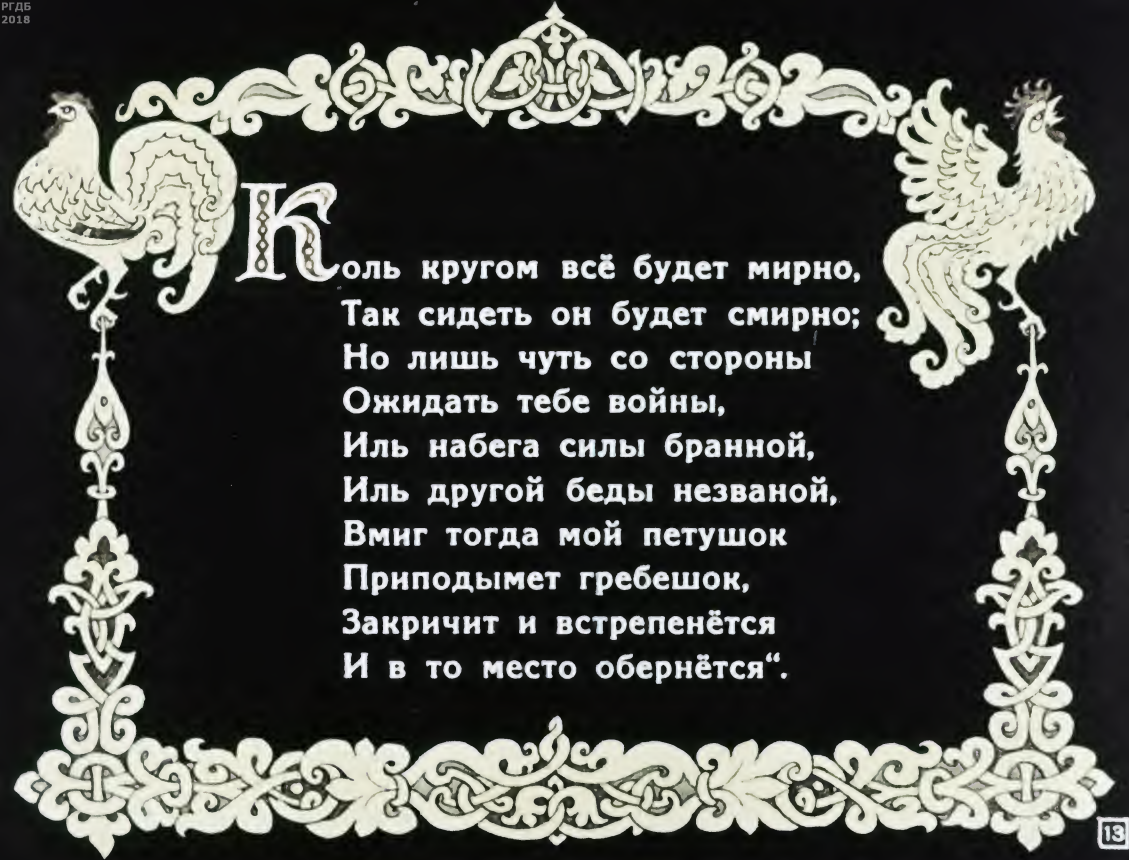 РГДБ
2018
Коль кругом всё будет мирно,
Так сидеть он будет смирно;
Но лишь чуть со стороны
Ожидать тебе войны,
Иль набега силы бранной,
Иль другой беды незваной,
Вмиг тогда мой петушок
Приподымет гребешок,
Закричит и встрепенётся
И в то место обернётся“.
13